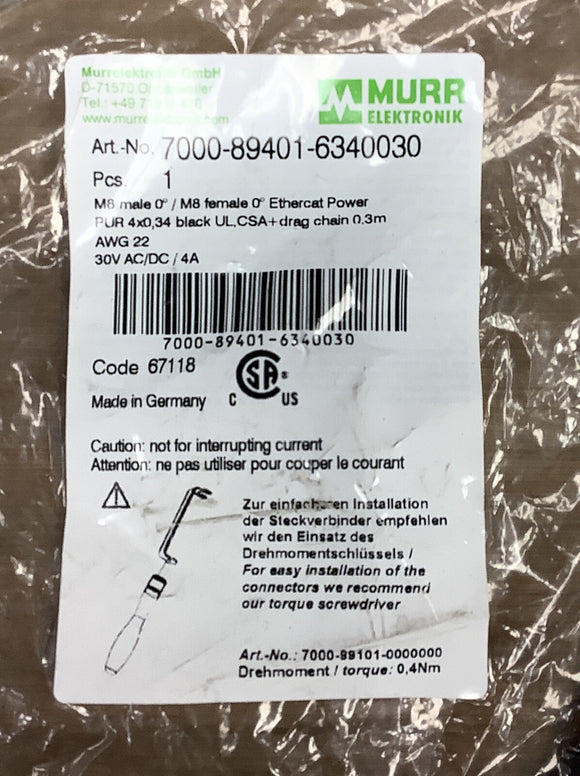 Murrelektronik GmbH
D-71570
Tel.: +49
www.murrelektronik.com
MURR
ELEKTRONIK
Art.-No. 7000-89401-6340030
Pcs. 1
M8 male 0° / M8 female 0° Ethercat Power
PUR 4x0,34 black UL,CSA+drag chain 0.3m
AWG 22
30V AC/DC / 4A
7000-89401-6340030
Code 67118
SA ®
C US
Made in Germany
Caution: not for interrupting current
Attention: ne pas utiliser pour couper le courant
Zur einfacheren Installation
der Steckverbinder empfehlen
wir den Einsatz des
Drehmomentschlüssels /
For easy installation of the
connectors we recommend
our torque screwdriver
Art.-No.: 7000-99101-0000000
Drehmoment / torque: 0,4Nm